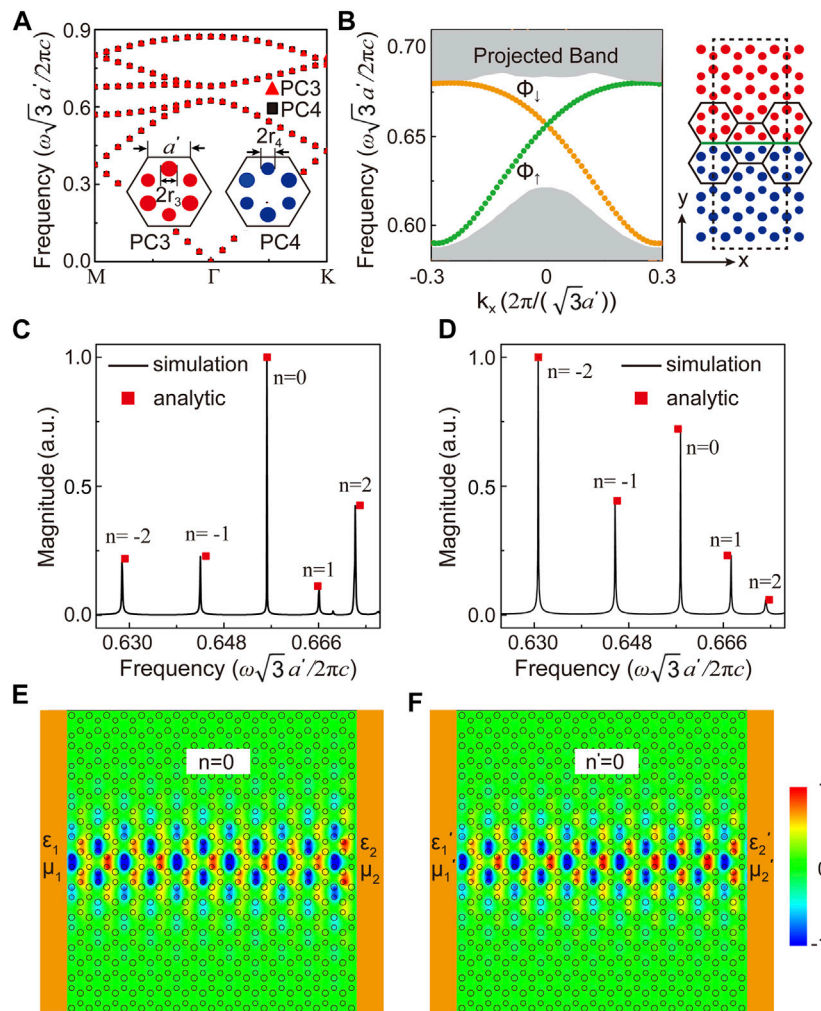 A
Frequency (ω√3 a′/2πc)
0.9
0.6
0.3
0.0
M
Γ
K
PC3
PC4
a′
2r₃
2r₄
PC3
PC4
B
Frequency (ω√3 a′/2πc)
0.70
0.65
0.60
Projected Band
Φ↓
Φ↑
-0.3
0
0.3
kₓ (2π/(√3a′))
y
x
C
Magnitude (a.u.)
1.0
0.5
0.0
simulation
analytic
n=0
n=2
n= -2
n= -1
n=1
0.630
0.648
0.666
Frequency (ω√3 a′/2πc)
D
Magnitude (a.u.)
1.0
0.5
0.0
simulation
analytic
n= -2
n=0
n= -1
n=1
n=2
0.630
0.648
0.666
Frequency (ω√3 a′/2πc)
E
n=0
ε₁
μ₁
ε₂
μ₂
F
n′=0
ε₁′
μ₁′
ε₂′
μ₂′
1
0
-1